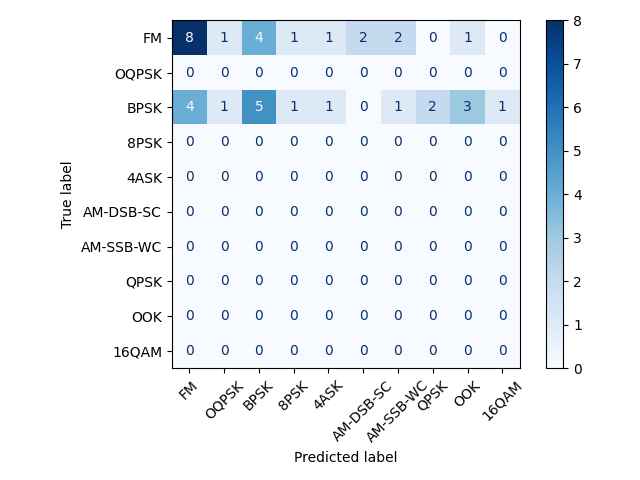 FM 8 1 4 1 1 2 2 0 1 0
OQPSK 0 0 0 0 0 0 0 0 0 0
BPSK 4 1 5 1 1 0 1 2 3 1
8PSK 0 0 0 0 0 0 0 0 0 0
4ASK 0 0 0 0 0 0 0 0 0 0
AM-DSB-SC 0 0 0 0 0 0 0 0 0 0
AM-SSB-WC 0 0 0 0 0 0 0 0 0 0
QPSK 0 0 0 0 0 0 0 0 0 0
OOK 0 0 0 0 0 0 0 0 0 0
16QAM 0 0 0 0 0 0 0 0 0 0
True label
FM OQPSK BPSK 8PSK 4ASK AM-DSB-SC AM-SSB-WC QPSK OOK 16QAM
Predicted label
8
7
6
5
4
3
2
1
0